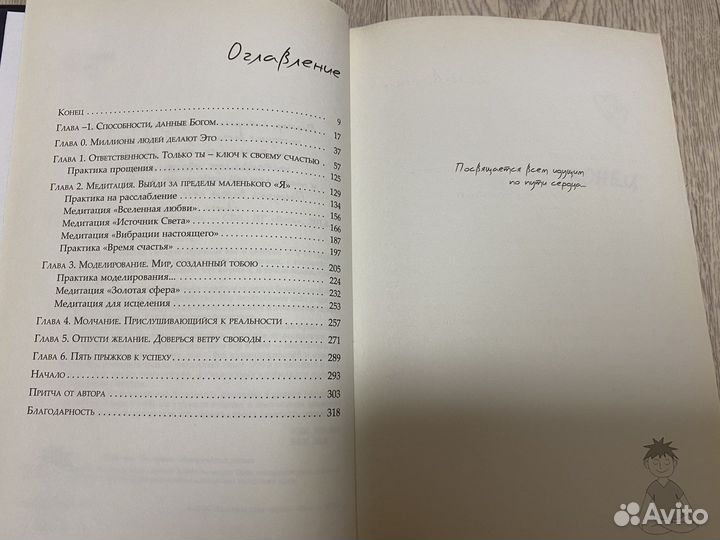 Оглавление
Конец 9
Глава –1. Способности, данные Богом 17
Глава 0. Миллионы людей делают Это 37
Глава 1. Ответственность. Только ты – ключ к своему счастью 57
Практика прощения 125
Глава 2. Медитация. Выйди за пределы маленького «Я» 129
Практика на расслабление 134
Медитация «Вселенная любви» 156
Медитация «Источник Света» 166
Медитация «Вибрации настоящего» 187
Практика «Время счастья» 197
Глава 3. Моделирование. Мир, созданный тобою 205
Практика моделирования... 224
Медитация «Золотая сфера» 232
Медитация для исцеления 253
Глава 4. Молчание. Прислушивающийся к реальности 257
Глава 5. Отпусти желание. Доверься ветру свободы 271
Глава 6. Пять прыжков к успеху 289
Начало 293
Притча от автора 303
Благодарность 318
Посвящается всем идущим
по пути сердца...
Avito